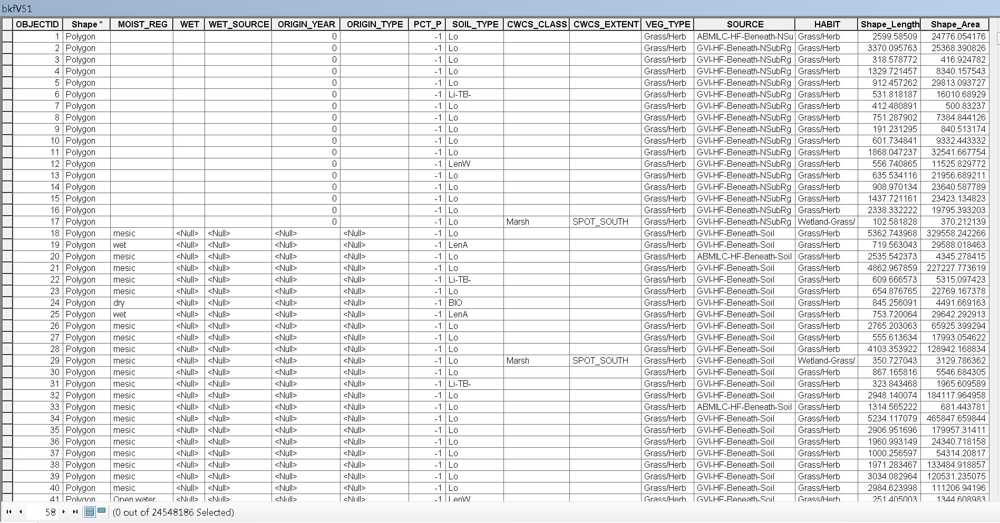 bkfV51
OBJECTID Shape * MOIST_REG WET WET_SOURCE ORIGIN_YEAR ORIGIN_TYPE PCT_P SOIL_TYPE CWCS_CLASS CWCS_EXTENT VEG_TYPE SOURCE HABIT Shape_Length Shape_Area
1 Polygon 0 -1 Lo Grass/Herb ABMILC-HF-Beneath-NSu Grass/Herb 2599.58509 24776.054176
2 Polygon 0 -1 Lo Grass/Herb GVI-HF-Beneath-NSubRg Grass/Herb 3370.095763 25368.390826
3 Polygon 0 -1 Lo Grass/Herb GVI-HF-Beneath-NSubRg Grass/Herb 318.578772 416.924782
4 Polygon 0 -1 Lo Grass/Herb GVI-HF-Beneath-NSubRg Grass/Herb 1329.721457 8340.157543
5 Polygon 0 -1 Lo Grass/Herb GVI-HF-Beneath-NSubRg Grass/Herb 912.457262 29813.093727
6 Polygon 0 -1 Li-TB- Grass/Herb GVI-HF-Beneath-NSubRg Grass/Herb 531.818187 16010.68929
7 Polygon 0 -1 Lo Grass/Herb GVI-HF-Beneath-NSubRg Grass/Herb 412.480891 500.83237
8 Polygon 0 -1 Lo Grass/Herb GVI-HF-Beneath-NSubRg Grass/Herb 751.287902 7384.844126
9 Polygon 0 -1 Lo Grass/Herb GVI-HF-Beneath-NSubRg Grass/Herb 191.231295 840.513174
10 Polygon 0 -1 Lo Grass/Herb GVI-HF-Beneath-NSubRg Grass/Herb 601.734841 9332.443332
11 Polygon 0 -1 Lo Grass/Herb GVI-HF-Beneath-NSubRg Grass/Herb 1868.047237 32541.667754
12 Polygon 0 -1 LenW Grass/Herb GVI-HF-Beneath-NSubRg Grass/Herb 556.740865 11525.829772
13 Polygon 0 -1 Lo Grass/Herb GVI-HF-Beneath-NSubRg Grass/Herb 635.534116 21956.689211
14 Polygon 0 -1 Lo Grass/Herb GVI-HF-Beneath-NSubRg Grass/Herb 908.970134 23640.587789
15 Polygon 0 -1 Lo Grass/Herb GVI-HF-Beneath-NSubRg Grass/Herb 1437.721161 23423.134823
16 Polygon 0 -1 Lo Grass/Herb GVI-HF-Beneath-NSubRg Grass/Herb 2338.332222 19795.393203
17 Polygon 0 -1 Lo Marsh SPOT_SOUTH Grass/Herb GVI-HF-Beneath-NSubRg Wetland-Grass/ 102.581828 370.212139
18 Polygon mesic <Null> <Null> <Null> <Null> -1 Lo Grass/Herb GVI-HF-Beneath-Soil Grass/Herb 5362.743968 329558.242266
19 Polygon wet <Null> <Null> <Null> <Null> -1 LenA Grass/Herb GVI-HF-Beneath-Soil Grass/Herb 719.563043 29588.018463
20 Polygon mesic <Null> <Null> <Null> <Null> -1 Lo Grass/Herb ABMILC-HF-Beneath-Soil Grass/Herb 2535.542373 4345.278415
21 Polygon mesic <Null> <Null> <Null> <Null> -1 Lo Grass/Herb GVI-HF-Beneath-Soil Grass/Herb 4862.967859 227227.773619
22 Polygon mesic <Null> <Null> <Null> <Null> -1 Li-TB- Grass/Herb GVI-HF-Beneath-Soil Grass/Herb 609.666573 5315.097423
23 Polygon mesic <Null> <Null> <Null> <Null> -1 Lo Grass/Herb GVI-HF-Beneath-Soil Grass/Herb 654.876765 22769.167378
24 Polygon dry <Null> <Null> <Null> <Null> -1 BIO Grass/Herb GVI-HF-Beneath-Soil Grass/Herb 845.256091 4491.669163
25 Polygon wet <Null> <Null> <Null> <Null> -1 LenA Grass/Herb GVI-HF-Beneath-Soil Grass/Herb 753.720064 29642.292913
26 Polygon mesic <Null> <Null> <Null> <Null> -1 Lo Grass/Herb GVI-HF-Beneath-Soil Grass/Herb 2765.203063 65925.399294
27 Polygon mesic <Null> <Null> <Null> <Null> -1 Lo Grass/Herb GVI-HF-Beneath-Soil Grass/Herb 555.613634 17993.054622
28 Polygon mesic <Null> <Null> <Null> <Null> -1 Lo Grass/Herb GVI-HF-Beneath-Soil Grass/Herb 4103.353922 128942.168834
29 Polygon mesic <Null> <Null> <Null> <Null> -1 Lo Marsh SPOT_SOUTH Grass/Herb GVI-HF-Beneath-Soil Wetland-Grass/ 350.727043 3129.786362
30 Polygon mesic <Null> <Null> <Null> <Null> -1 Lo Grass/Herb GVI-HF-Beneath-Soil Grass/Herb 867.165816 5546.684305
31 Polygon mesic <Null> <Null> <Null> <Null> -1 Li-TB- Grass/Herb GVI-HF-Beneath-Soil Grass/Herb 323.843468 1965.609589
32 Polygon mesic <Null> <Null> <Null> <Null> -1 Lo Grass/Herb GVI-HF-Beneath-Soil Grass/Herb 2948.140074 184117.964958
33 Polygon mesic <Null> <Null> <Null> <Null> -1 Lo Grass/Herb ABMILC-HF-Beneath-Soil Grass/Herb 1314.565222 681.443781
34 Polygon mesic <Null> <Null> <Null> <Null> -1 Lo Grass/Herb GVI-HF-Beneath-Soil Grass/Herb 5234.117079 465847.659844
35 Polygon mesic <Null> <Null> <Null> <Null> -1 Lo Grass/Herb GVI-HF-Beneath-Soil Grass/Herb 2906.951696 179957.31411
36 Polygon mesic <Null> <Null> <Null> <Null> -1 Lo Grass/Herb GVI-HF-Beneath-Soil Grass/Herb 1960.993149 24340.718158
37 Polygon mesic <Null> <Null> <Null> <Null> -1 Lo Grass/Herb GVI-HF-Beneath-Soil Grass/Herb 1000.256597 54314.20817
38 Polygon mesic <Null> <Null> <Null> <Null> -1 Lo Grass/Herb GVI-HF-Beneath-Soil Grass/Herb 1971.283467 133484.918857
39 Polygon mesic <Null> <Null> <Null> <Null> -1 Lo Grass/Herb GVI-HF-Beneath-Soil Grass/Herb 3034.082964 120531.235075
40 Polygon mesic <Null> <Null> <Null> <Null> -1 Lo Grass/Herb GVI-HF-Beneath-Soil Grass/Herb 2984.623998 111206.94196
41 Polygon Open water <Null> <Null> <Null> <Null> -1 LenW Grass/Herb GVI-HF-Beneath-Soil Grass/Herb 251.405003 1344.608983
58 (0 out of 24548186 Selected)